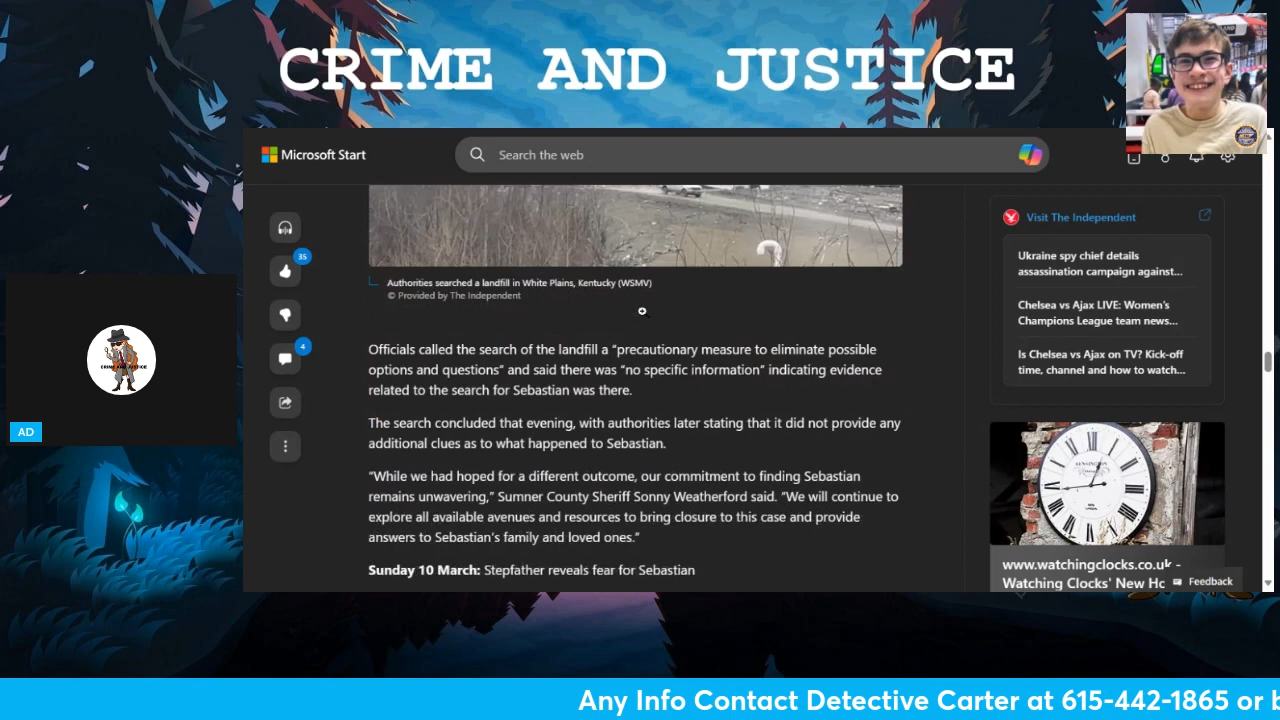 CRIME AND JUSTICE
Microsoft Start
Search the web
Visit The Independent
Ukraine spy chief details
assassination campaign against...
Chelsea vs Ajax LIVE: Women's
Champions League team news...
Is Chelsea vs Ajax on TV? Kick-off
time, channel and how to watch...
35
4
Authorities searched a landfill in White Plains, Kentucky (WSMV)
© Provided by The Independent
Officials called the search of the landfill a “precautionary measure to eliminate possible
options and questions” and said there was “no specific information” indicating evidence
related to the search for Sebastian was there.
The search concluded that evening, with authorities later stating that it did not provide any
additional clues as to what happened to Sebastian.
“While we had hoped for a different outcome, our commitment to finding Sebastian
remains unwavering,” Sumner County Sheriff Sonny Weatherford said. “We will continue to
explore all available avenues and resources to bring closure to this case and provide
answers to Sebastian's family and loved ones.”
Sunday 10 March: Stepfather reveals fear for Sebastian
www.watchingclocks.co.uk -
Watching Clocks' New Ho
Feedback
CRIME AND JUSTICE
AD
Any Info Contact Detective Carter at 615-442-1865 or b